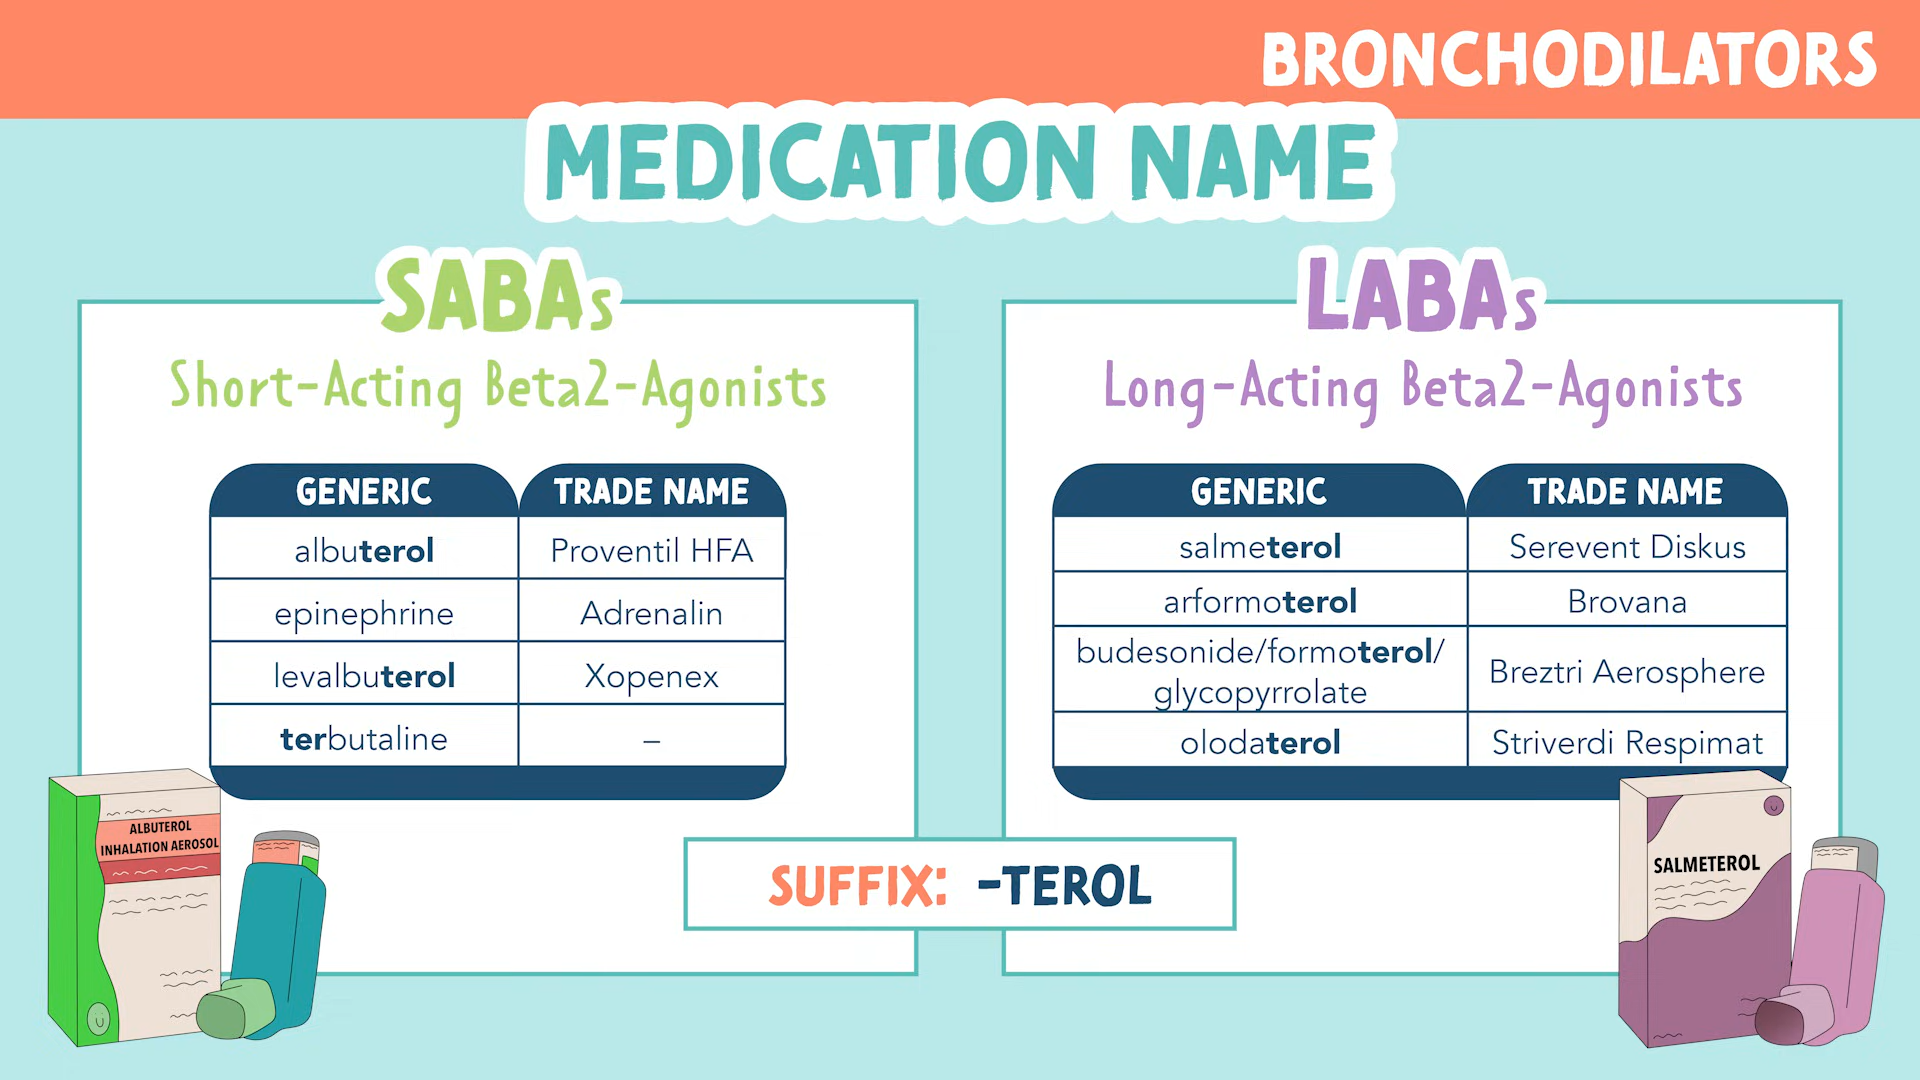 BRONCHODILATORS
MEDICATION NAME
SABAs
Short-Acting Beta2-Agonists
GENERIC TRADE NAME
albuterol Proventil HFA
epinephrine Adrenalin
levalbuterol Xopenex
terbutaline –
ALBUTEROL
INHALATION AEROSOL
LABAs
Long-Acting Beta2-Agonists
GENERIC TRADE NAME
salmeterol Serevent Diskus
arformoterol Brovana
budesonide/formoterol/
glycopyrrolate Breztri Aerosphere
olodaterol Striverdi Respimat
SALMETEROL
SUFFIX: -TEROL